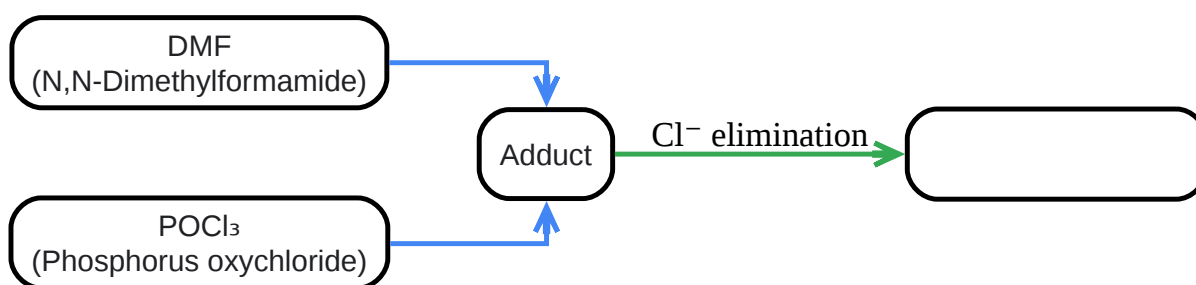 DMF
(N,N-Dimethylformamide)
Cl⁻ elimination
Adduct
POCl₃
(Phosphorus oxychloride)